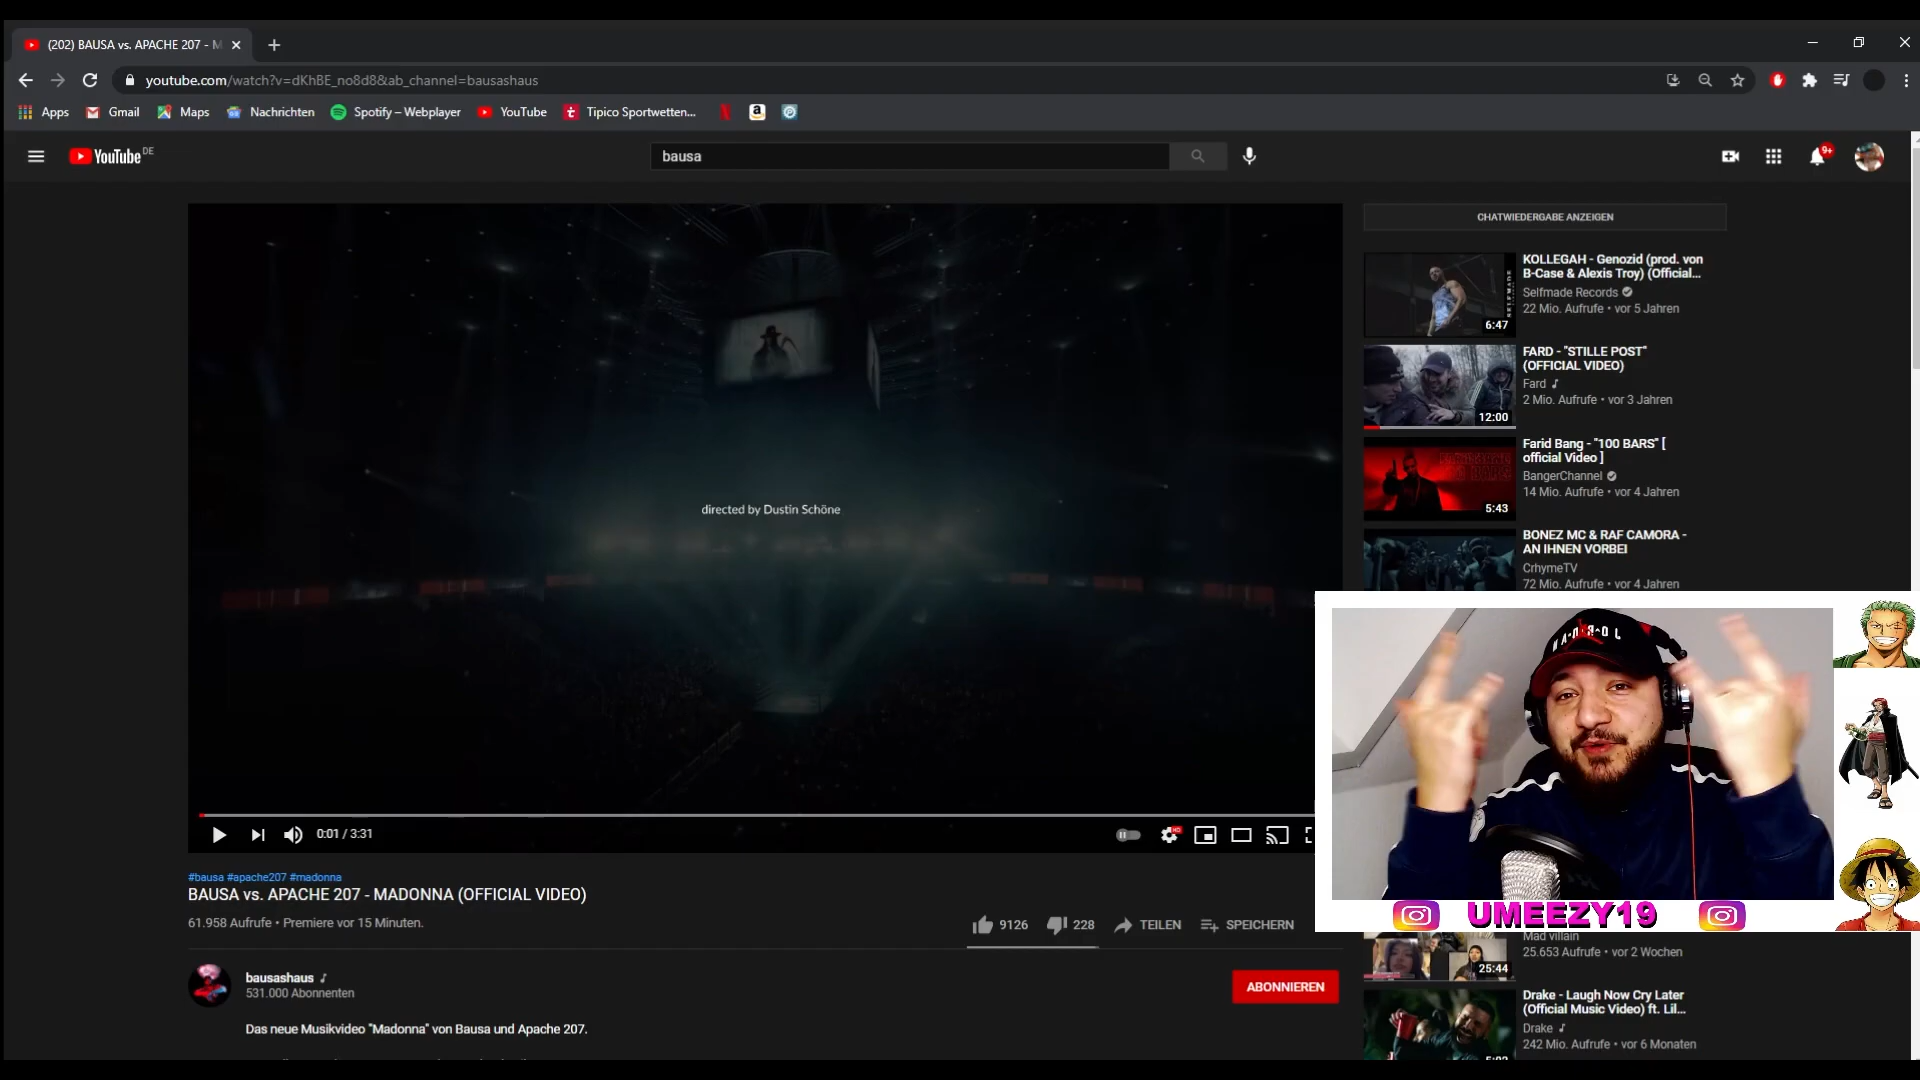 (202) BAUSA vs. APACHE 207 - M
youtube.com/watch?v=dKhBE_no8d8&ab_channel=bausashaus
Apps Gmail Maps Nachrichten Spotify – Webplayer YouTube Tipico Sportwetten...
YouTube DE
bausa
9+
CHATWIEDERGABE ANZEIGEN
KOLLEGAH - Genozid (prod. von
B-Case & Alexis Troy) (Official...
Selfmade Records
22 Mio. Aufrufe • vor 5 Jahren
6:47
FARD - "STILLE POST"
(OFFICIAL VIDEO)
Fard
2 Mio. Aufrufe • vor 3 Jahren
12:00
Farid Bang - "100 BARS" [
official Video ]
BangerChannel
14 Mio. Aufrufe • vor 4 Jahren
5:43
BONEZ MC & RAF CAMORA -
AN IHNEN VORBEI
CrhymeTV
72 Mio. Aufrufe • vor 4 Jahren
directed by Dustin Schöne
0:01 / 3:31
HD
#bausa #apache207 #madonna
BAUSA vs. APACHE 207 - MADONNA (OFFICIAL VIDEO)
61.958 Aufrufe • Premiere vor 15 Minuten.
9126 228 TEILEN SPEICHERN
UMEEZY19
Mad villain
25.653 Aufrufe • vor 2 Wochen
25:44
bausashaus
531.000 Abonnenten
ABONNIEREN
Das neue Musikvideo "Madonna" von Bausa und Apache 207.
Drake - Laugh Now Cry Later
(Official Music Video) ft. Lil...
Drake
242 Mio. Aufrufe • vor 6 Monaten